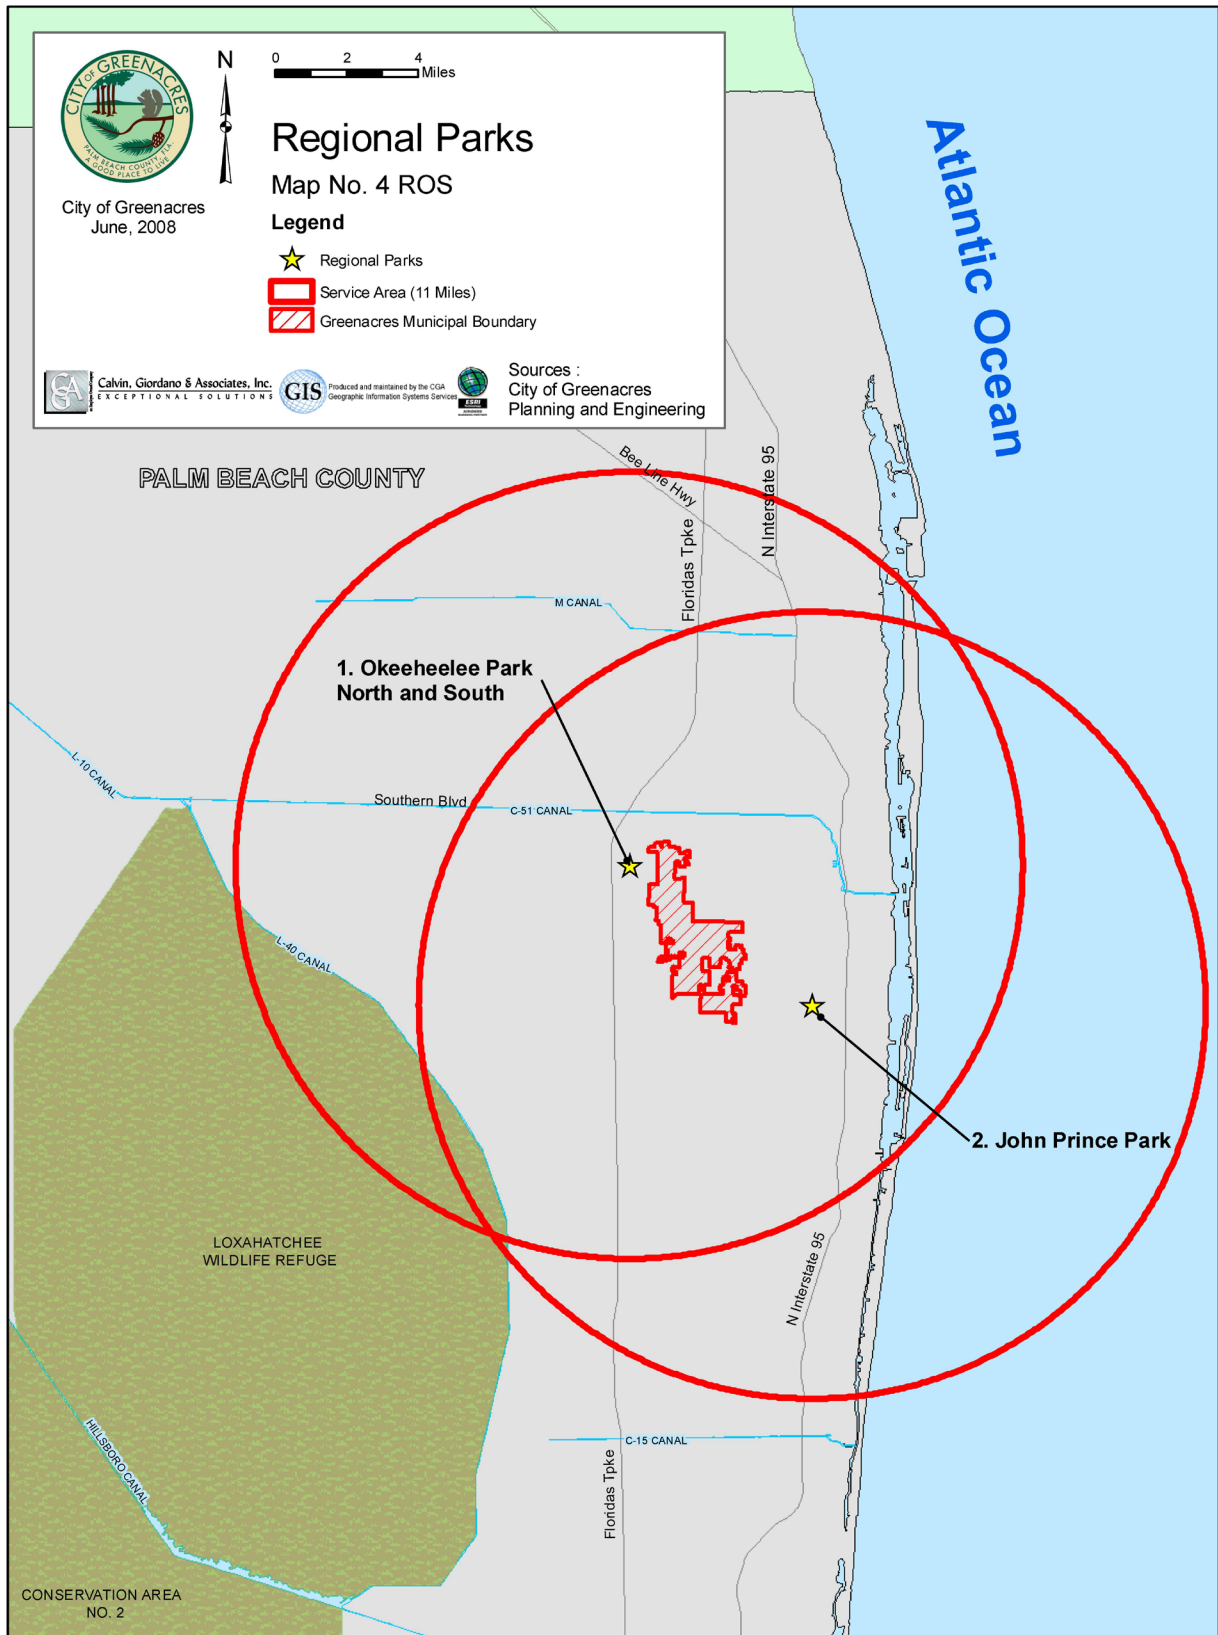 CITY OF GREENACRES
PALM BEACH COUNTY, FLA.
A GOOD PLACE TO LIVE
City of Greenacres
June, 2008
N
0 2 4
Miles
Regional Parks
Map No. 4 ROS
Legend
Regional Parks
Service Area (11 Miles)
Greenacres Municipal Boundary
CGA
Calvin, Giordano & Associates, Inc.
EXCEPTIONAL SOLUTIONS
GIS
Produced and maintained by the CGA
Geographic Information Systems Services
ESRI
Sources :
City of Greenacres
Planning and Engineering
Atlantic Ocean
PALM BEACH COUNTY
Bee Line Hwy
N Interstate 95
Floridas Tpke
M CANAL
1. Okeeheelee Park
North and South
L-10 CANAL
Southern Blvd
C-51 CANAL
L-40 CANAL
2. John Prince Park
LOXAHATCHEE
WILDLIFE REFUGE
N Interstate 95
HILLSBORO CANAL
C-15 CANAL
Floridas Tpke
CONSERVATION AREA
NO. 2